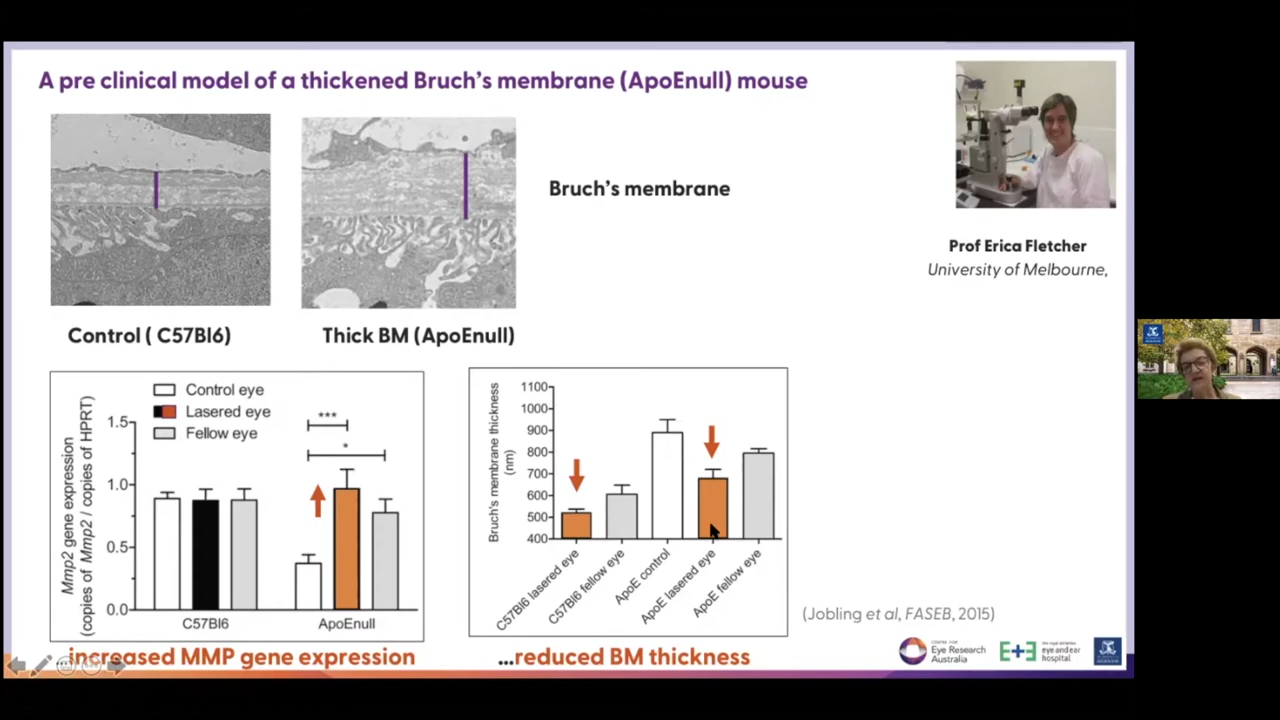 A pre clinical model of a thickened Bruch's membrane (ApoEnull) mouse
Bruch's membrane
Prof Erica Fletcher
University of Melbourne,
Control ( C57Bl6)
Thick BM (ApoEnull)
Control eye
Lasered eye
Fellow eye
Mmp2 gene expression
(copies of Mmp2 / copies of HPRT)
1.5
1.0
0.5
0.0
***
*
C57Bl6
ApoEnull
Bruch's membrane thickness
(nm)
1100
1000
900
800
700
600
500
400
C57Bl6 lasered eye
C57Bl6 fellow eye
ApoE control
ApoE lasered eye
ApoE fellow eye
(Jobling et al, FASEB, 2015)
increased MMP gene expression
...reduced BM thickness
Eye Research
Australia
E+E
eye and ear
hospital